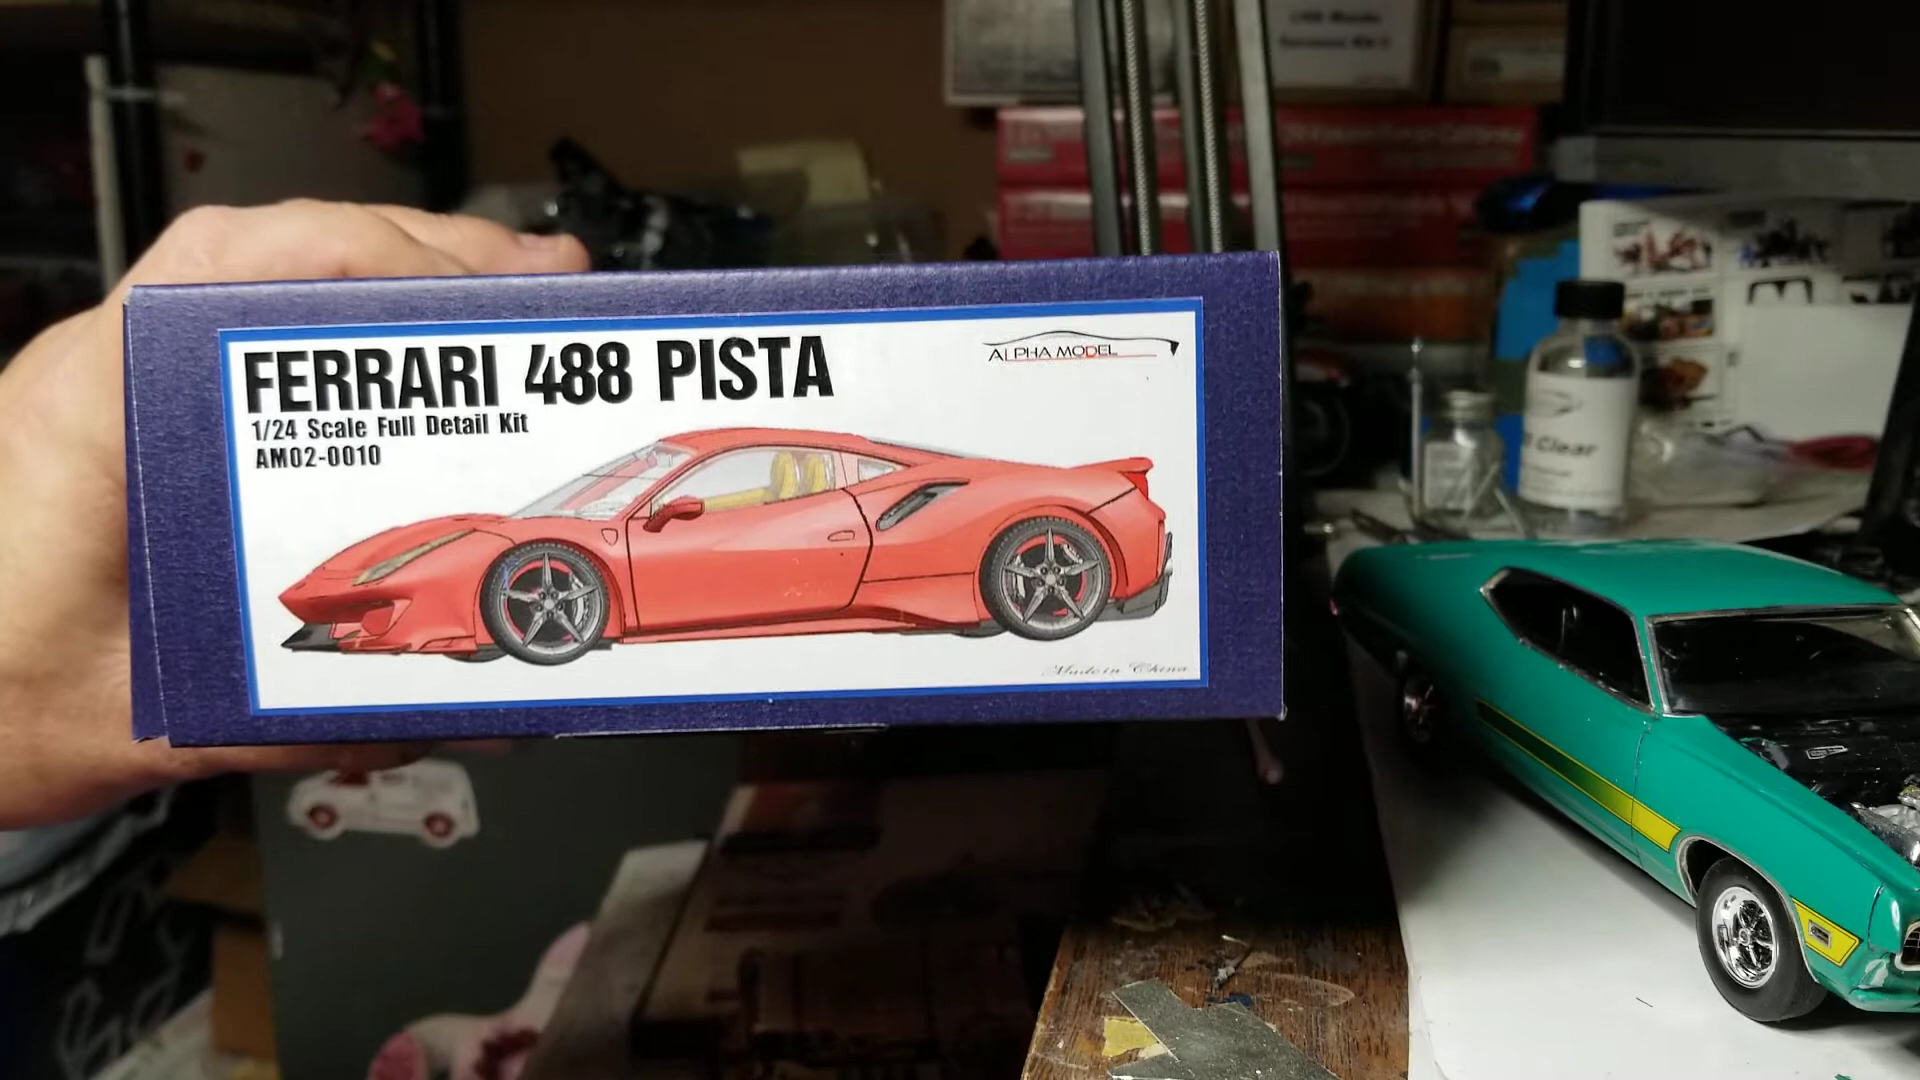 FERRARI 488 PISTA
ALPHA MODEL
1/24 Scale Full Detail Kit
AM02-0010
Made in China
Clear